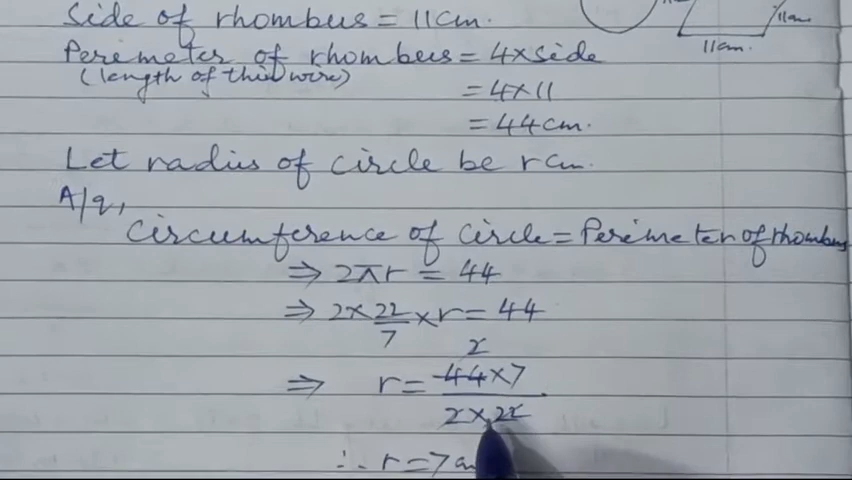 Side of rhombus = 11cm.
11cm.
11cm.
Perimeter of rhombus = 4×side
(length of thin wire)
= 4×11
= 44cm.
Let radius of circle be r cm.
A/q,
Circumference of circle = Perimeter of rhombus
⇒ 2πr = 44
⇒ 2×22/7×r = 44
2
⇒ r = 44×7
2×22
∴ r = 7 cm